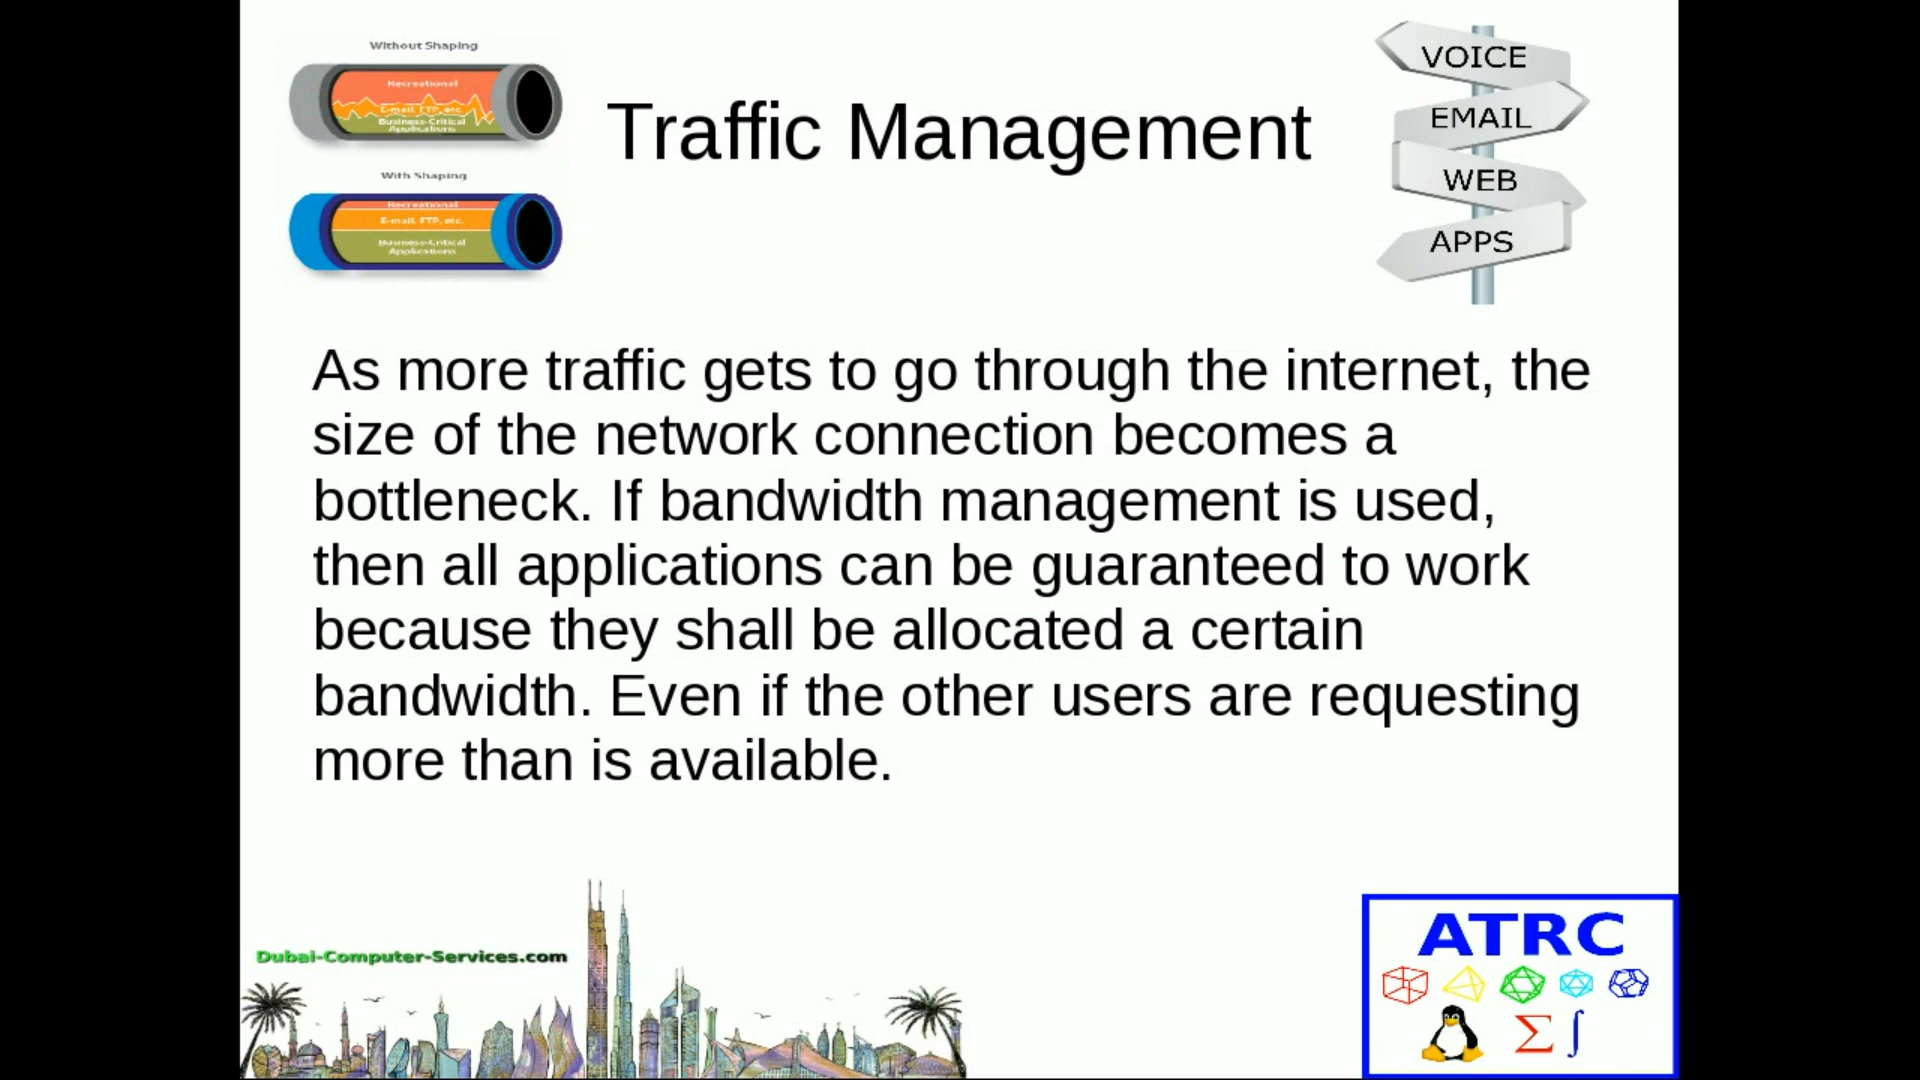 Without Shaping
Recreational
E-mail, FTP, etc.
Business-Critical
Applications
With Shaping
Recreational
E-mail, FTP, etc.
Business-Critical
Applications
Traffic Management
VOICE
EMAIL
WEB
APPS
As more traffic gets to go through the internet, the
size of the network connection becomes a
bottleneck. If bandwidth management is used,
then all applications can be guaranteed to work
because they shall be allocated a certain
bandwidth. Even if the other users are requesting
more than is available.
Dubai-Computer-Services.com
ATRC
Σ ∫